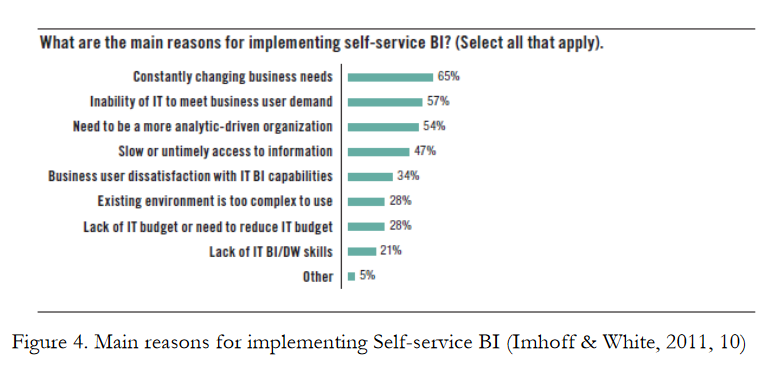 What are the main reasons for implementing self-service BI? (Select all that apply).
Constantly changing business needs 65%
Inability of IT to meet business user demand 57%
Need to be a more analytic-driven organization 54%
Slow or untimely access to information 47%
Business user dissatisfaction with IT BI capabilities 34%
Existing environment is too complex to use 28%
Lack of IT budget or need to reduce IT budget 28%
Lack of IT BI/DW skills 21%
Other 5%
Figure 4. Main reasons for implementing Self-service BI (Imhoff & White, 2011, 10)